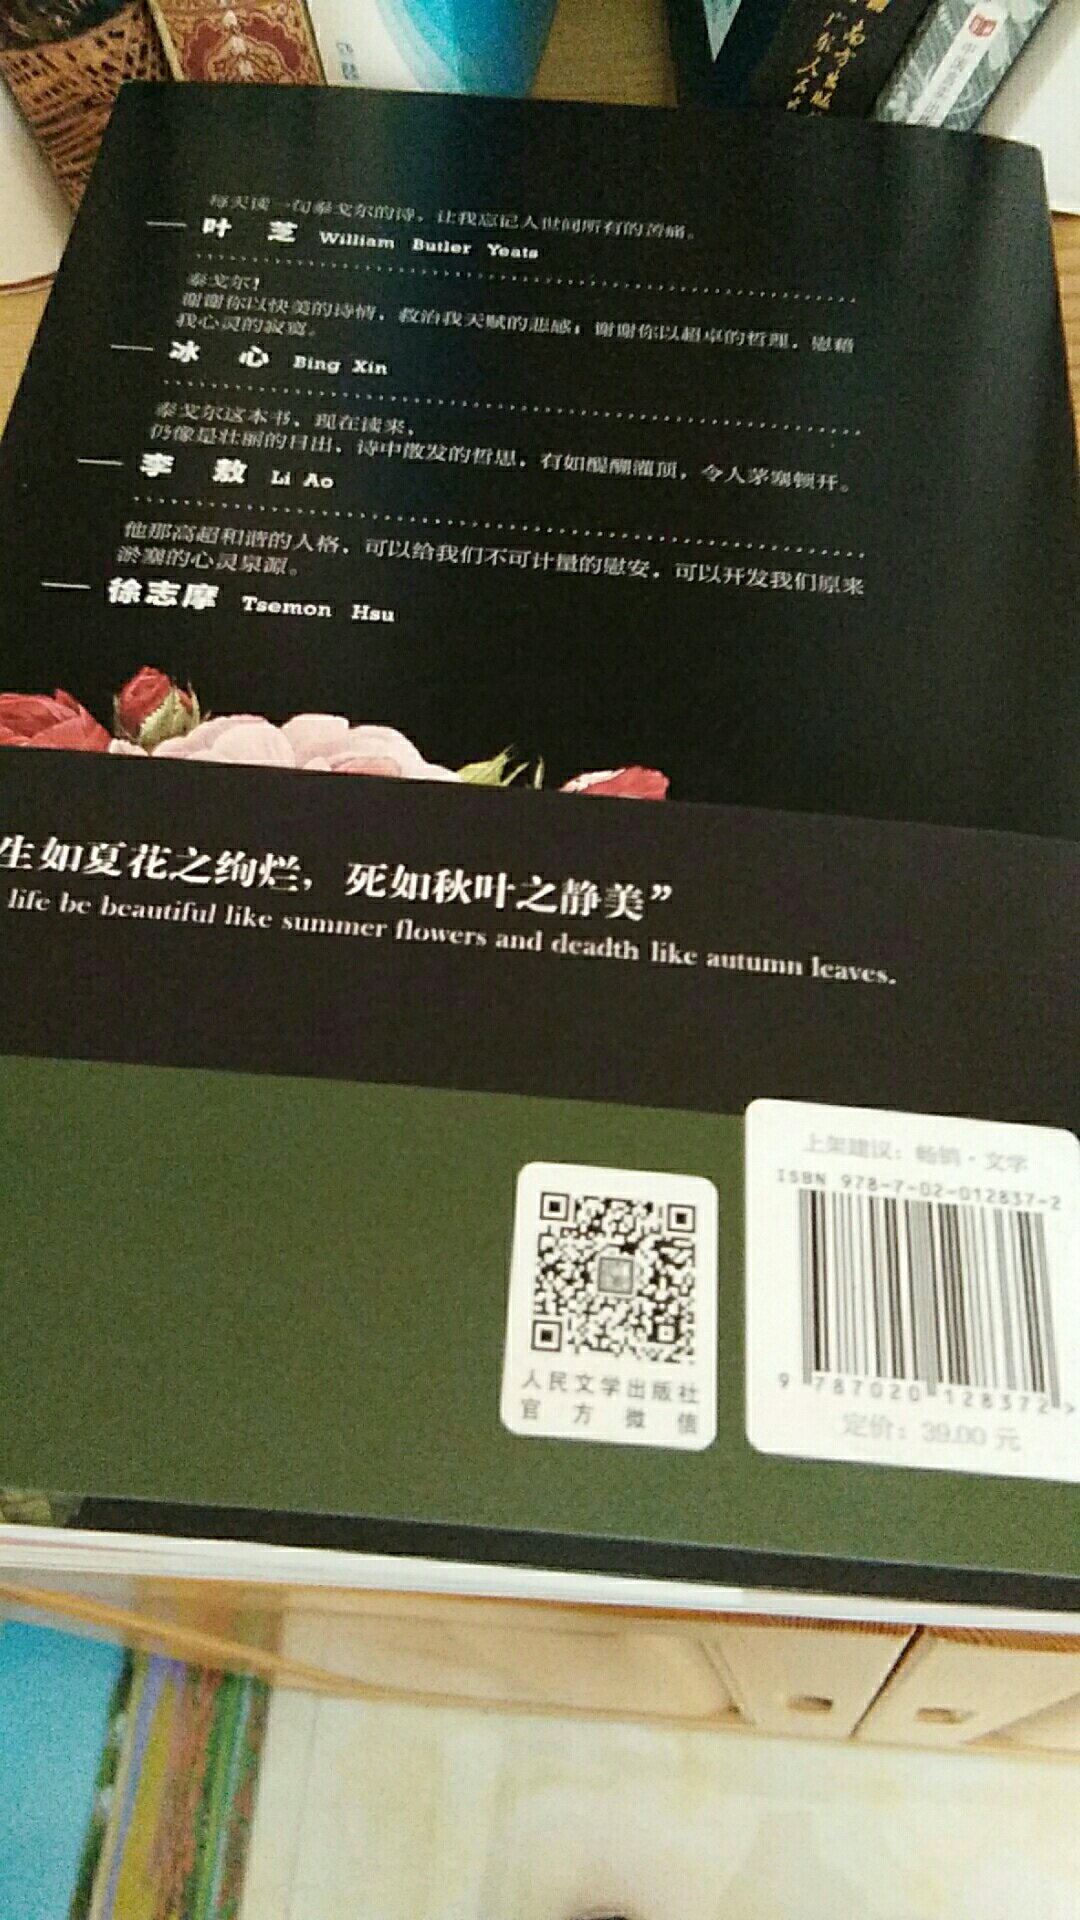 南方出版
广东人民
中国
每天读一句泰戈尔的诗，让我忘记人世间所有的苦痛。
——叶 芝 William Butler Yeats
泰戈尔！
谢谢你以快美的诗情，救治我天赋的悲感；谢谢你以超卓的哲理，慰藉
我心灵的寂寞。
——冰 心 Bing Xin
泰戈尔这本书，现在读来，
仍像是壮丽的日出，诗中散发的哲思，有如醍醐灌顶，令人茅塞顿开。
——李 敖 Li Ao
他那高超和谐的人格，可以给我们不可计量的慰安，可以开发我们原来
淤塞的心灵泉源。
——徐志摩 Tsemon Hsu
生如夏花之绚烂，死如秋叶之静美”
life be beautiful like summer flowers and deadth like autumn leaves.
上架建议：畅销·文学
ISBN 978-7-02-012837-2
9 787020 128372 >
定价：39.00 元
人民文学出版社
官方微信